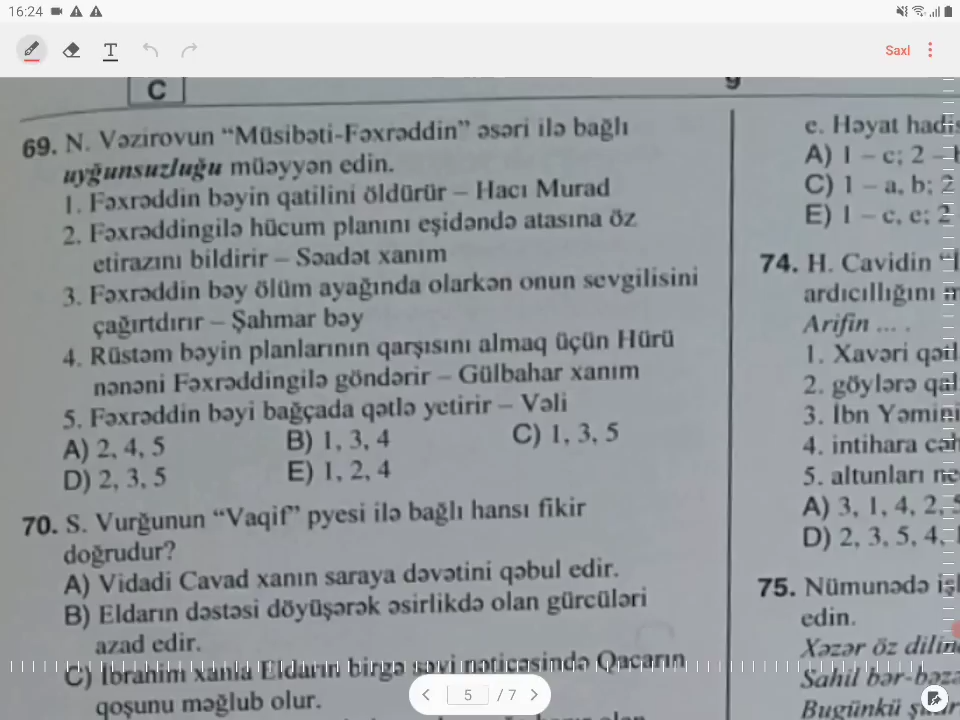 16:24
T
Saxl
C
9
69. N. Vəzirovun “Müsibəti-Fəxrəddin” əsəri ilə bağlı
uyğunsuzluğu müəyyən edin.
1. Fəxrəddin bəyin qatilini öldürür – Hacı Murad
2. Fəxrəddingilə hücum planını eşidəndə atasına öz
etirazını bildirir – Səadət xanım
3. Fəxrəddin bəy ölüm ayağında olarkən onun sevgilisini
çağırtdırır – Şahmar bəy
4. Rüstəm bəyin planlarının qarşısını almaq üçün Hürü
nənəni Fəxrəddingilə göndərir – Gülbahar xanım
5. Fəxrəddin bəyi bağçada qətlə yetirir – Vəli
A) 2, 4, 5 B) 1, 3, 4 C) 1, 3, 5
D) 2, 3, 5 E) 1, 2, 4
70. S. Vurğunun “Vaqif” pyesi ilə bağlı hansı fikir
doğrudur?
A) Vidadi Cavad xanın saraya dəvətini qəbul edir.
B) Eldarın dəstəsi döyüşərək əsirlikdə olan gürcüləri
azad edir.
C) İbrahim xanla Eldarın birgə səyi nəticəsində Qacarın
qoşunu məğlub olur.
e. Həyat
A) 1 – c; 2 –
C) 1 – a, b; 2
E) 1 – c, e; 2
74. H. Cavidin
ardıcıllığını
Arifin ... .
1. Xavəri
2. göylərə
3. İbn Yəmini
4. intihara
5. altunları
A) 3, 1, 4, 2,
D) 2, 3, 5, 4,
75. Nümunədə
edin.
Xəzər öz
Sahil
Bugünkü
5 / 7